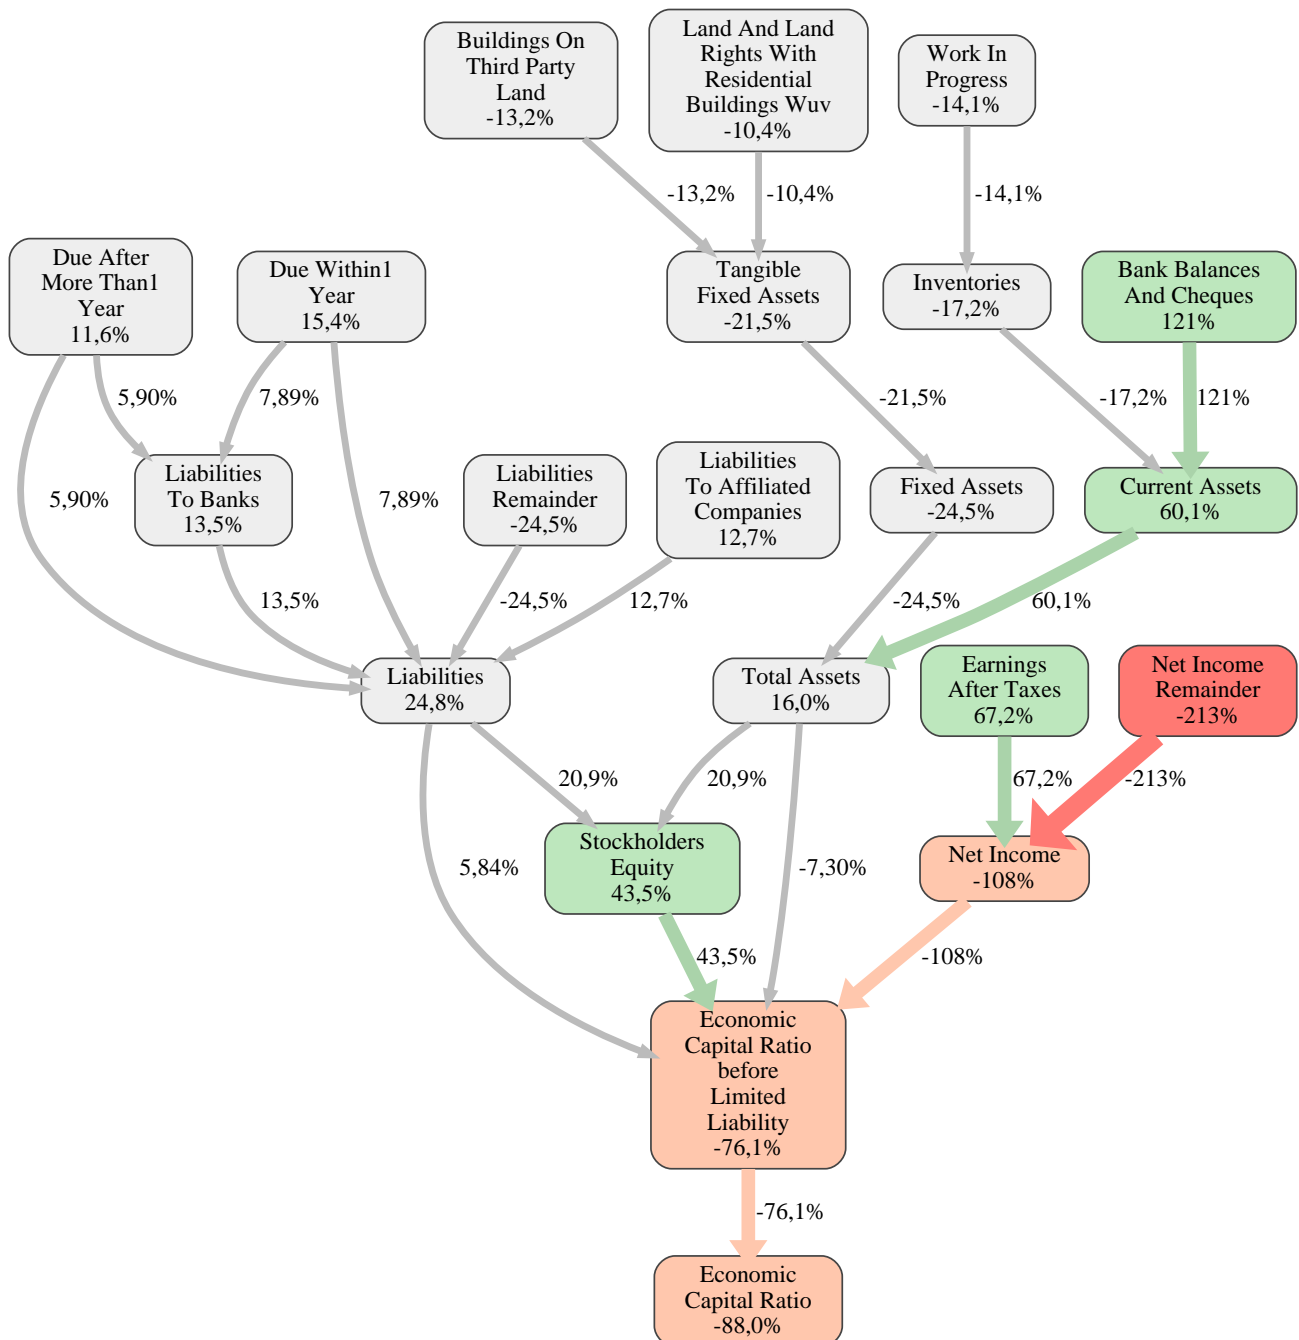 Buildings On
Third Party
Land
-13,2%
Land And Land
Rights With
Residential
Buildings Wuv
-10,4%
Work In
Progress
-14,1%
-13,2%
-10,4%
-14,1%
Due After
More Than1
Year
11,6%
Due Within1
Year
15,4%
Tangible
Fixed Assets
-21,5%
Inventories
-17,2%
Bank Balances
And Cheques
121%
5,90%
7,89%
-21,5%
-17,2%
121%
5,90%
Liabilities
To Banks
13,5%
7,89%
Liabilities
Remainder
-24,5%
Liabilities
To Affiliated
Companies
12,7%
Fixed Assets
-24,5%
Current Assets
60,1%
13,5%
-24,5%
12,7%
-24,5%
60,1%
Liabilities
24,8%
Total Assets
16,0%
Earnings
After Taxes
67,2%
Net Income
Remainder
-213%
20,9%
20,9%
67,2%
-213%
5,84%
Stockholders
Equity
43,5%
-7,30%
Net Income
-108%
43,5%
-108%
Economic
Capital Ratio
before
Limited
Liability
-76,1%
-76,1%
Economic
Capital Ratio
-88,0%